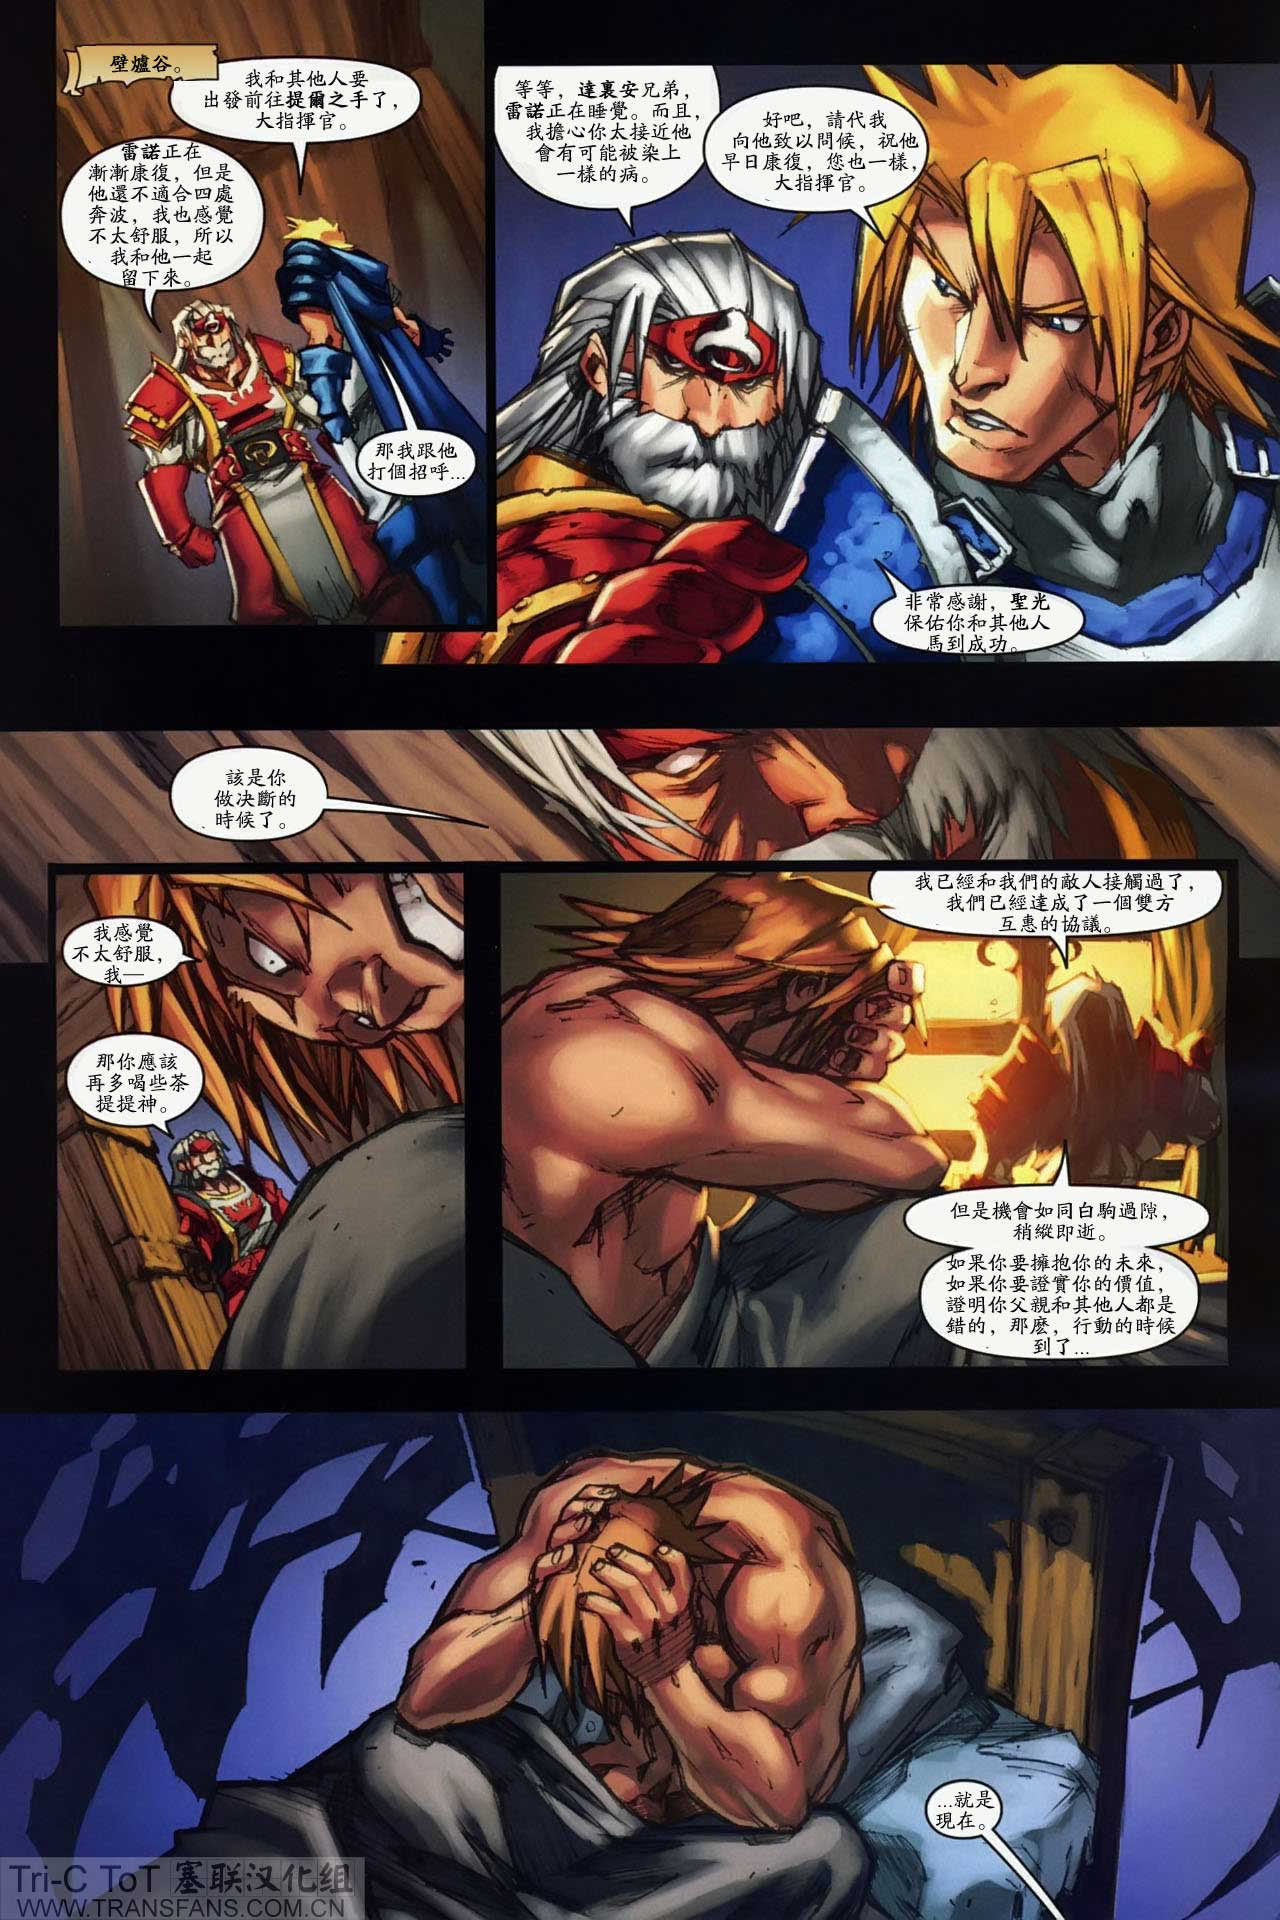 壁爐谷。
我和其他人要
出發前往提爾之手了，
大指揮官。
雷諾正在
漸漸康復，但是
他還不適合四處
奔波，我也感覺
不太舒服，所以
我和他一起
留下來。
那我跟他
打個招呼…
等等，達裏安兄弟，
雷諾正在睡覺。而且，
我擔心你太接近他
會有可能被染上
一樣的病。
好吧，請代我
向他致以問候，祝他
早日康復，您也一樣，
大指揮官。
非常感謝，聖光
保佑你和其他人
馬到成功。
該是你
做決斷的
時候了。
我感覺
不太舒服，
我—
那你應該
再多喝些茶
提提神。
我已經和我們的敵人接觸過了，
我們已經達成了一個雙方
互惠的協議。
但是機會如同白駒過隙，
稍縱即逝。
如果你要擁抱你的未來，
如果你要證實你的價值，
證明你父親和其他人都是
錯的，那麽，行動的時候
到了…
…就是
現在。
Tri-C ToT 塞联汉化组
WWW.TRANSFANS.COM.CN